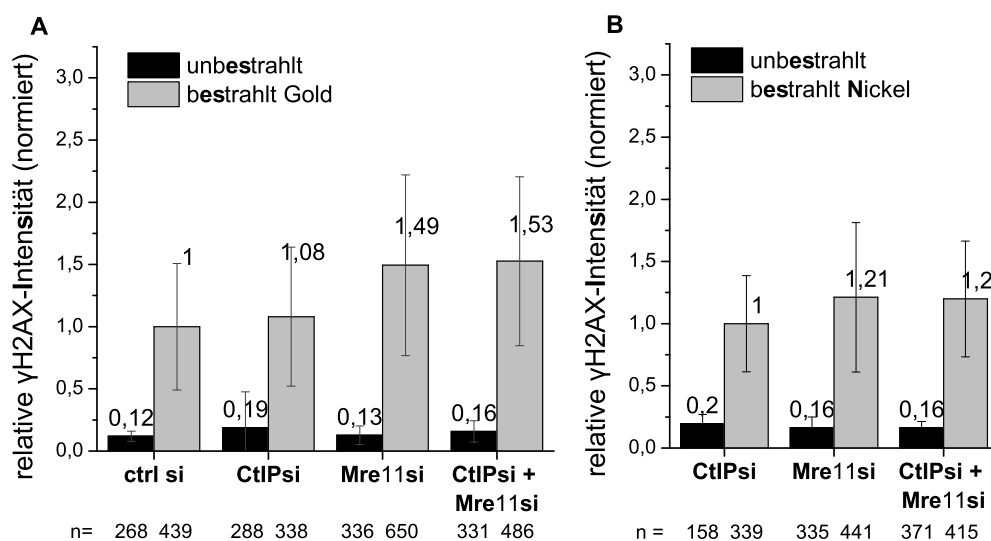 A
relative γH2AX-Intensität (normiert)
unbestrahlt
bestrahlt Gold
3,0
2,5
2,0
1,5
1,0
0,5
0,0
0,12
1
0,19
1,08
0,13
1,49
0,16
1,53
ctrl si
CtIPsi
Mre11si
CtIPsi +
Mre11si
n= 268 439 288 338 336 650 331 486
B
relative γH2AX-Intensität (normiert)
unbestrahlt
bestrahlt Nickel
3,0
2,5
2,0
1,5
1,0
0,5
0,0
0,2
1
0,16
1,21
0,16
1,2
CtIPsi
Mre11si
CtIPsi +
Mre11si
n= 158 339 335 441 371 415